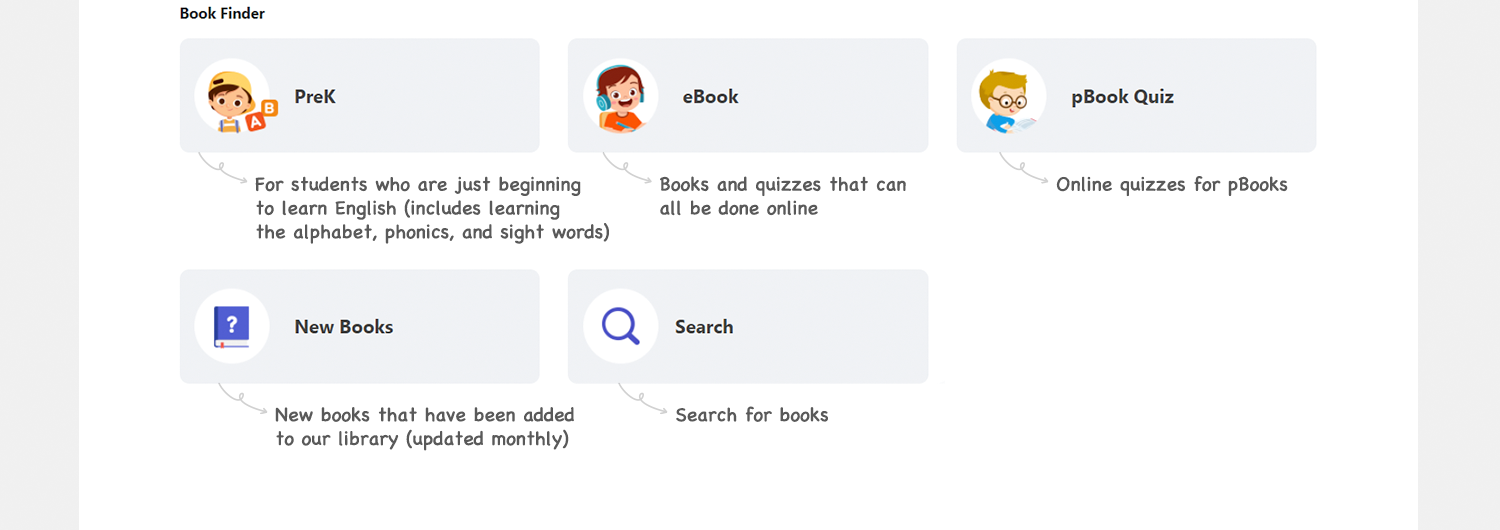 Book Finder
PreK
eBook
pBook Quiz
A B
For students who are just beginning
to learn English (includes learning
the alphabet, phonics, and sight words)
Books and quizzes that can
all be done online
Online quizzes for pBooks
?
New Books
Search
New books that have been added
to our library (updated monthly)
Search for books